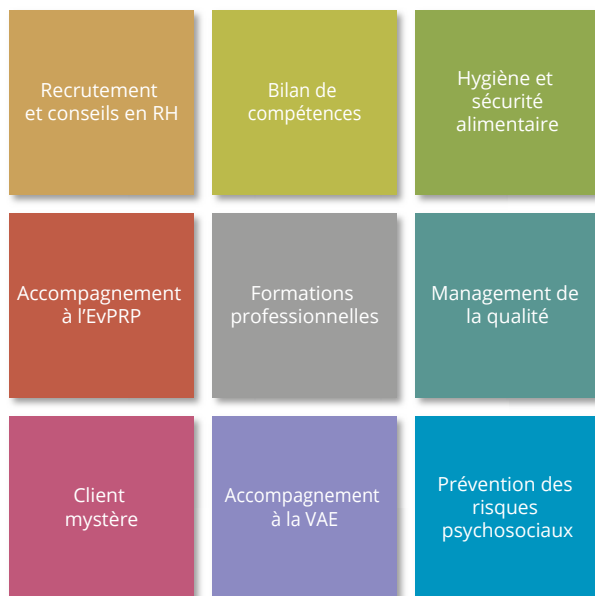 Recrutement
et conseils en RH
Bilan de
compétences
Hygiène et
sécurité
alimentaire
Accompagnement
à l'EvPRP
Formations
professionnelles
Management de
la qualité
Client
mystère
Accompagnement
à la VAE
Prévention des
risques
psychosociaux